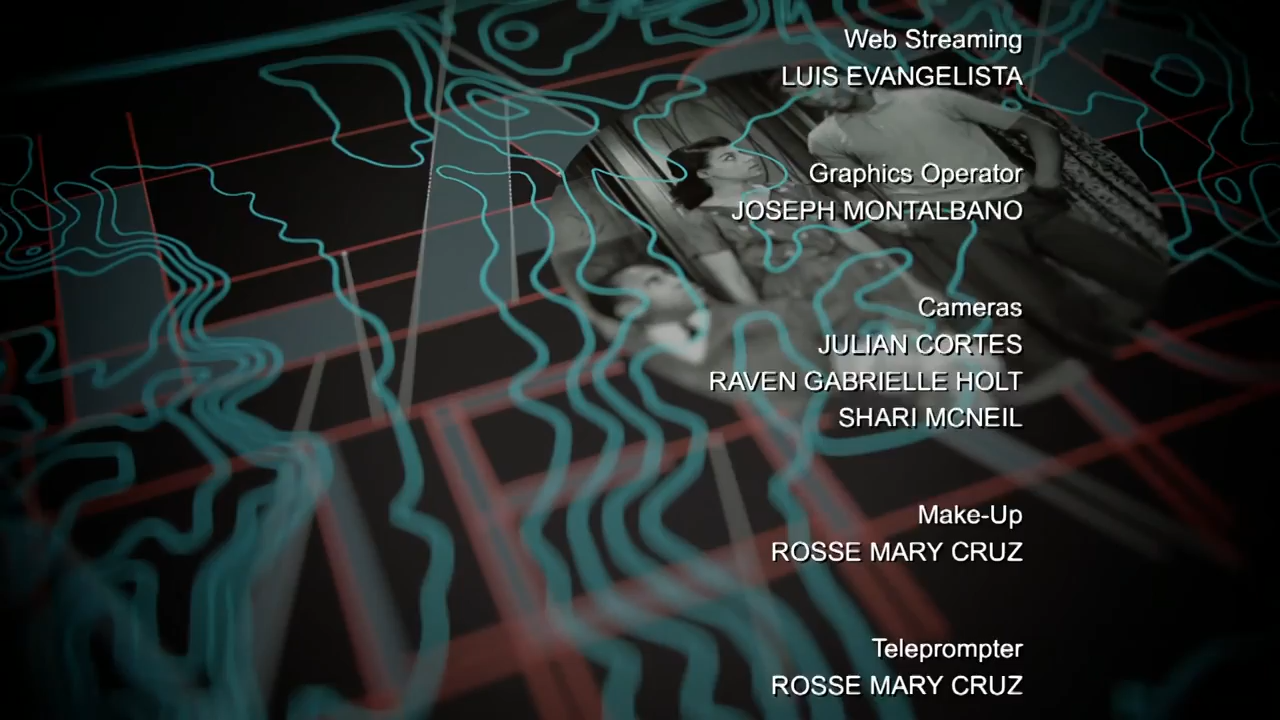 Web Streaming
LUIS EVANGELISTA
Graphics Operator
JOSEPH MONTALBANO
Cameras
JULIAN CORTES
RAVEN GABRIELLE HOLT
SHARI MCNEIL
Make-Up
ROSSE MARY CRUZ
Teleprompter
ROSSE MARY CRUZ